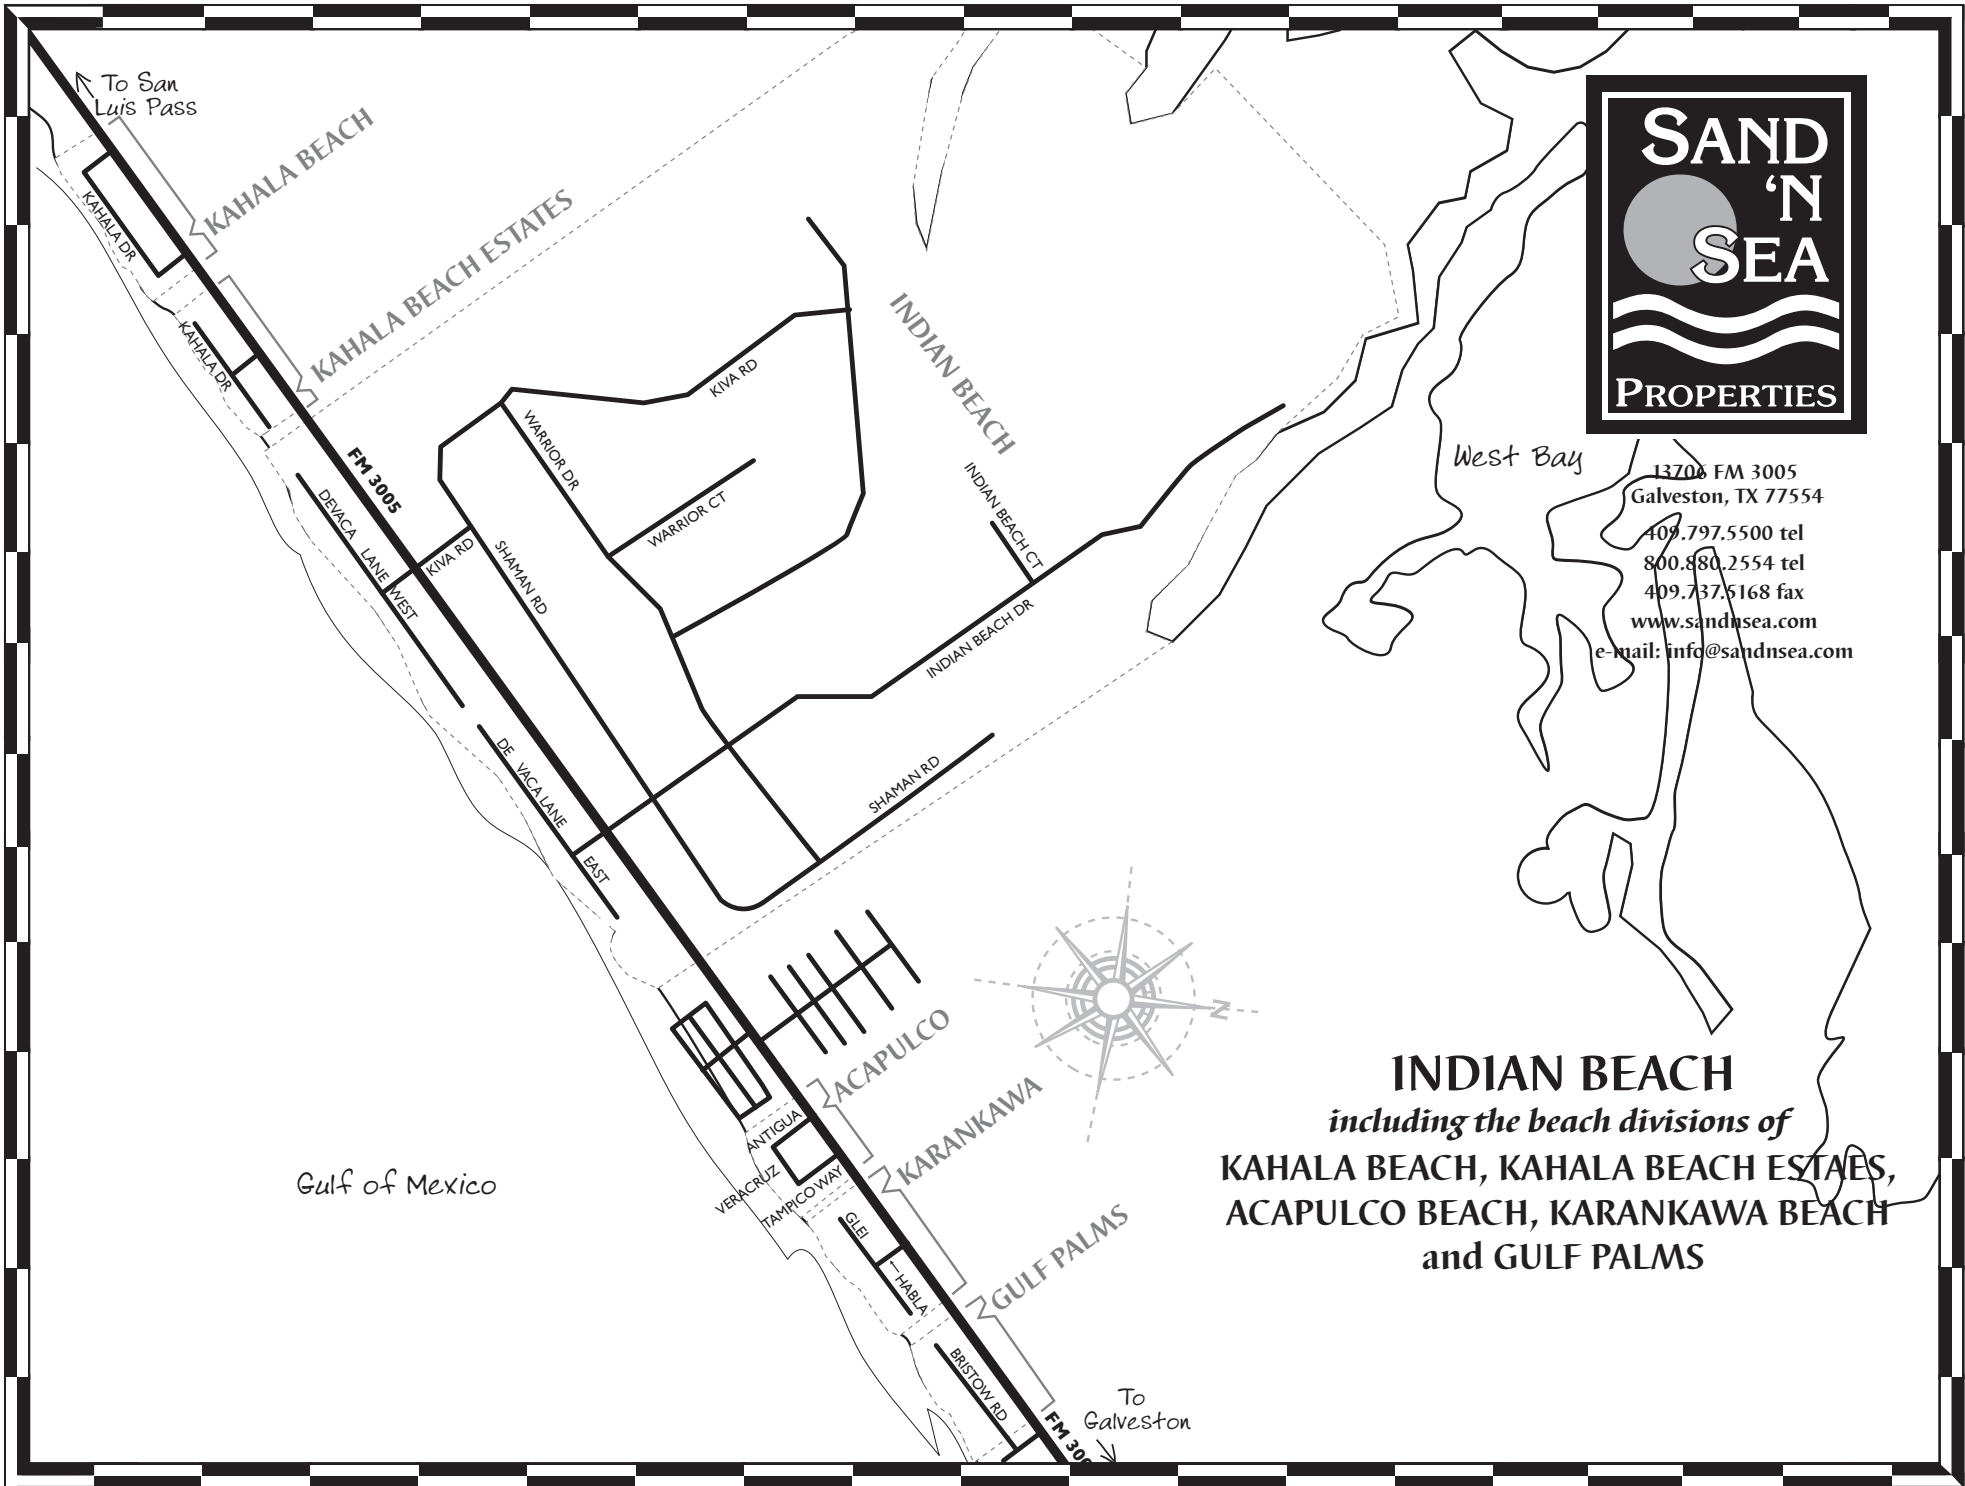 To San
Luis Pass
KAHALA BEACH
KAHALA DR
KAHALA BEACH ESTATES
KAHALA DR
INDIAN BEACH
KIVA RD
WARRIOR DR
WARRIOR CT
FM 3005
DEVACA LANE WEST
KIVA RD
SHAMAN RD
INDIAN BEACH CT
INDIAN BEACH DR
DE VACA LANE EAST
SHAMAN RD
SAND
‘N
SEA
PROPERTIES
West Bay
13706 FM 3005
Galveston, TX 77554
409.797.5500 tel
800.880.2554 tel
409.737.5168 fax
www.sandnsea.com
e-mail: info@sandnsea.com
N
ACAPULCO
KARANKAWA
ANTIGUA
VERACRUZ
TAMPICO WAY
GLEI
←HABLA
GULF PALMS
BRISTOW RD
Gulf of Mexico
INDIAN BEACH
including the beach divisions of
KAHALA BEACH, KAHALA BEACH ESTAES,
ACAPULCO BEACH, KARANKAWA BEACH
and GULF PALMS
To
Galveston
FM 300